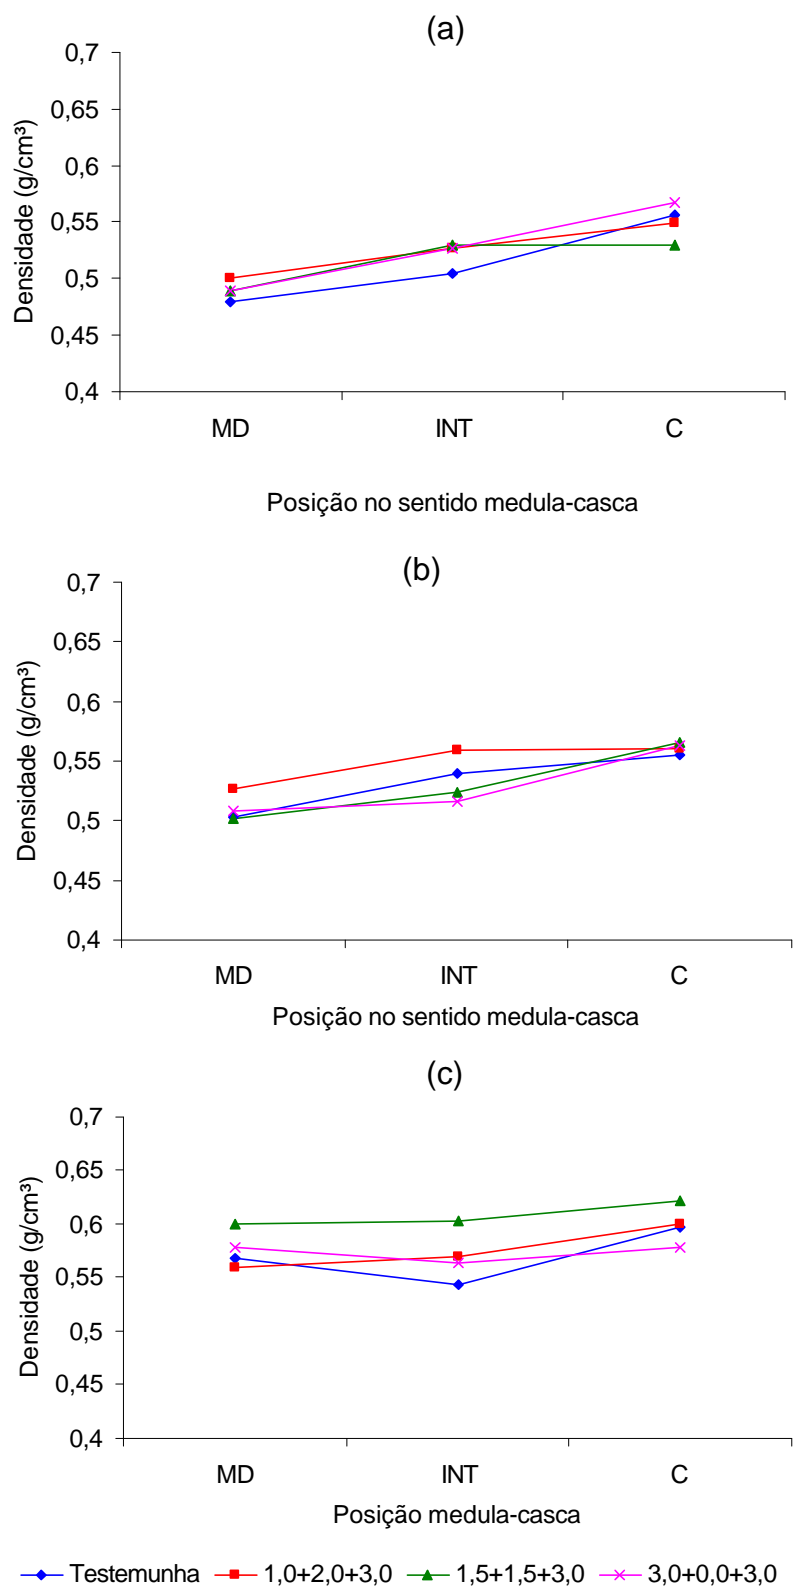 (a)
0,7
0,65
0,6
0,55
0,5
0,45
0,4
Densidade (g/cm³)
MD INT C
Posição no sentido medula-casca
(b)
0,7
0,65
0,6
0,55
0,5
0,45
0,4
Densidade (g/cm³)
MD INT C
Posição no sentido medula-casca
(c)
0,7
0,65
0,6
0,55
0,5
0,45
0,4
Densidade (g/cm³)
MD INT C
Posição medula-casca
Testemunha 1,0+2,0+3,0 1,5+1,5+3,0 3,0+0,0+3,0